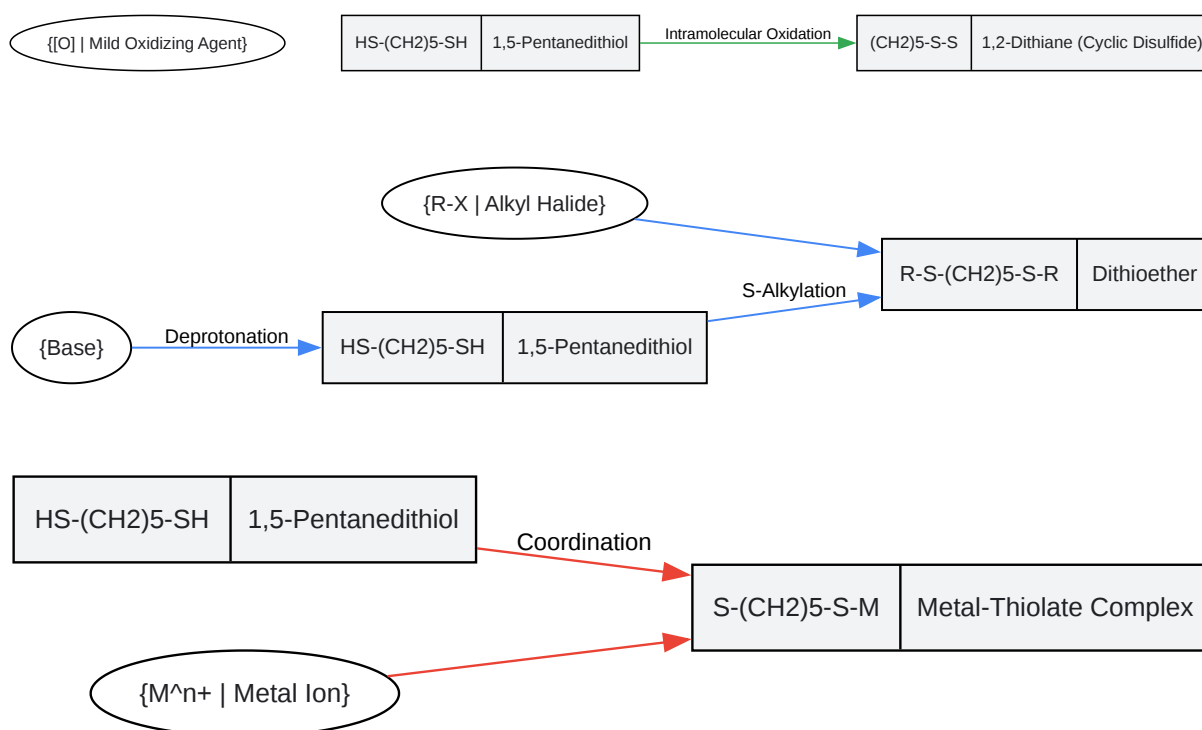 {[O] | Mild Oxidizing Agent}
HS-(CH2)5-SH
1,5-Pentanedithiol
Intramolecular Oxidation
(CH2)5-S-S
1,2-Dithiane (Cyclic Disulfide)
{R-X | Alkyl Halide}
R-S-(CH2)5-S-R
Dithioether
S-Alkylation
{Base}
Deprotonation
HS-(CH2)5-SH
1,5-Pentanedithiol
HS-(CH2)5-SH
1,5-Pentanedithiol
Coordination
S-(CH2)5-S-M
Metal-Thiolate Complex
{M^n+ | Metal Ion}